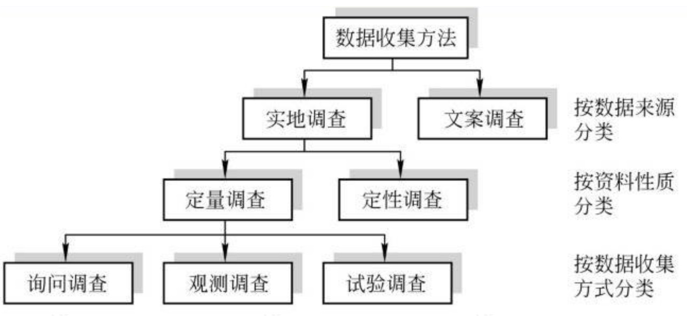 数据收集方法
实地调查
文案调查
按数据来源
分类
定量调查
定性调查
按资料性质
分类
询问调查
观测调查
试验调查
按数据收集
方式分类